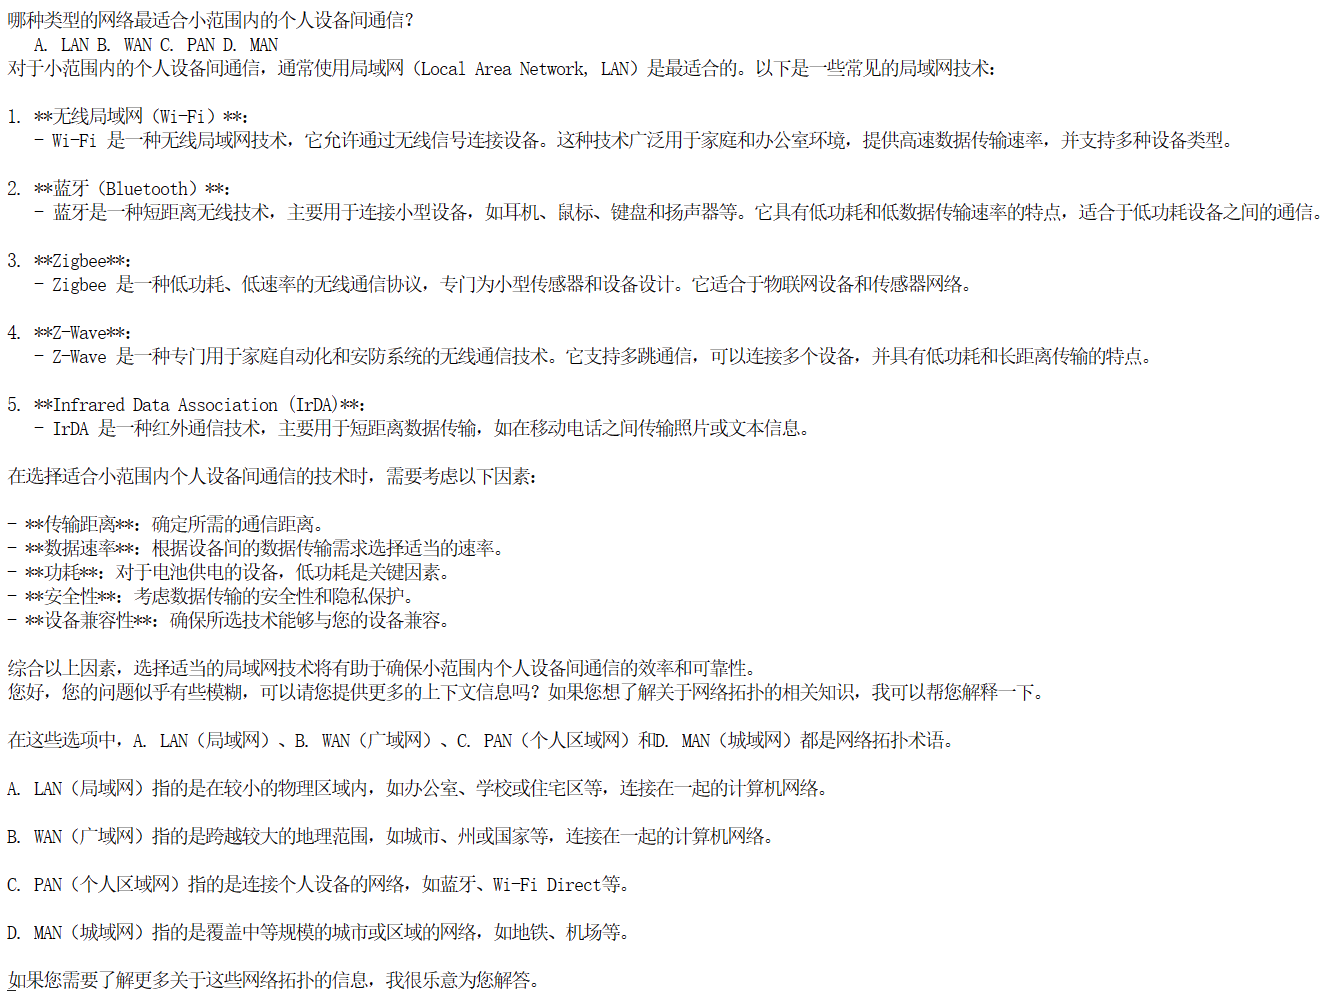 哪种类型的网络最适合小范围内的个人设备间通信？
A. LAN B. WAN C. PAN D. MAN
对于小范围内的个人设备间通信，通常使用局域网（Local Area Network, LAN）是最适合的。以下是一些常见的局域网技术：
1. **无线局域网（Wi-Fi）**：
- Wi-Fi 是一种无线局域网技术，它允许通过无线信号连接设备。这种技术广泛用于家庭和办公室环境，提供高速数据传输速率，并支持多种设备类型。
2. **蓝牙（Bluetooth）**：
- 蓝牙是一种短距离无线技术，主要用于连接小型设备，如耳机、鼠标、键盘和扬声器等。它具有低功耗和低数据传输速率的特点，适合于低功耗设备之间的通信。
3. **Zigbee**：
- Zigbee 是一种低功耗、低速率的无线通信协议，专门为小型传感器和设备设计。它适合于物联网设备和传感器网络。
4. **Z-Wave**：
- Z-Wave 是一种专门用于家庭自动化和安防系统的无线通信技术。它支持多跳通信，可以连接多个设备，并具有低功耗和长距离传输的特点。
5. **Infrared Data Association (IrDA)**：
- IrDA 是一种红外通信技术，主要用于短距离数据传输，如在移动电话之间传输照片或文本信息。
在选择适合小范围内个人设备间通信的技术时，需要考虑以下因素：
- **传输距离**：确定所需的通信距离。
- **数据速率**：根据设备间的数据传输需求选择适当的速率。
- **功耗**：对于电池供电的设备，低功耗是关键因素。
- **安全性**：考虑数据传输的安全性和隐私保护。
- **设备兼容性**：确保所选技术能够与您的设备兼容。
综合以上因素，选择适当的局域网技术将有助于确保小范围内个人设备间通信的效率和可靠性。
您好，您的问题似乎有些模糊，可以请您提供更多的上下文信息吗？如果您想了解关于网络拓扑的相关知识，我可以帮您解释一下。
在这些选项中，A. LAN（局域网）、B. WAN（广域网）、C. PAN（个人区域网）和D. MAN（城域网）都是网络拓扑术语。
A. LAN（局域网）指的是在较小的物理区域内，如办公室、学校或住宅区等，连接在一起的计算机网络。
B. WAN（广域网）指的是跨越较大的地理范围，如城市、州或国家等，连接在一起的计算机网络。
C. PAN（个人区域网）指的是连接个人设备的网络，如蓝牙、Wi-Fi Direct等。
D. MAN（城域网）指的是覆盖中等规模的城市或区域的网络，如地铁、机场等。
如果您需要了解更多关于这些网络拓扑的信息，我很乐意为您解答。